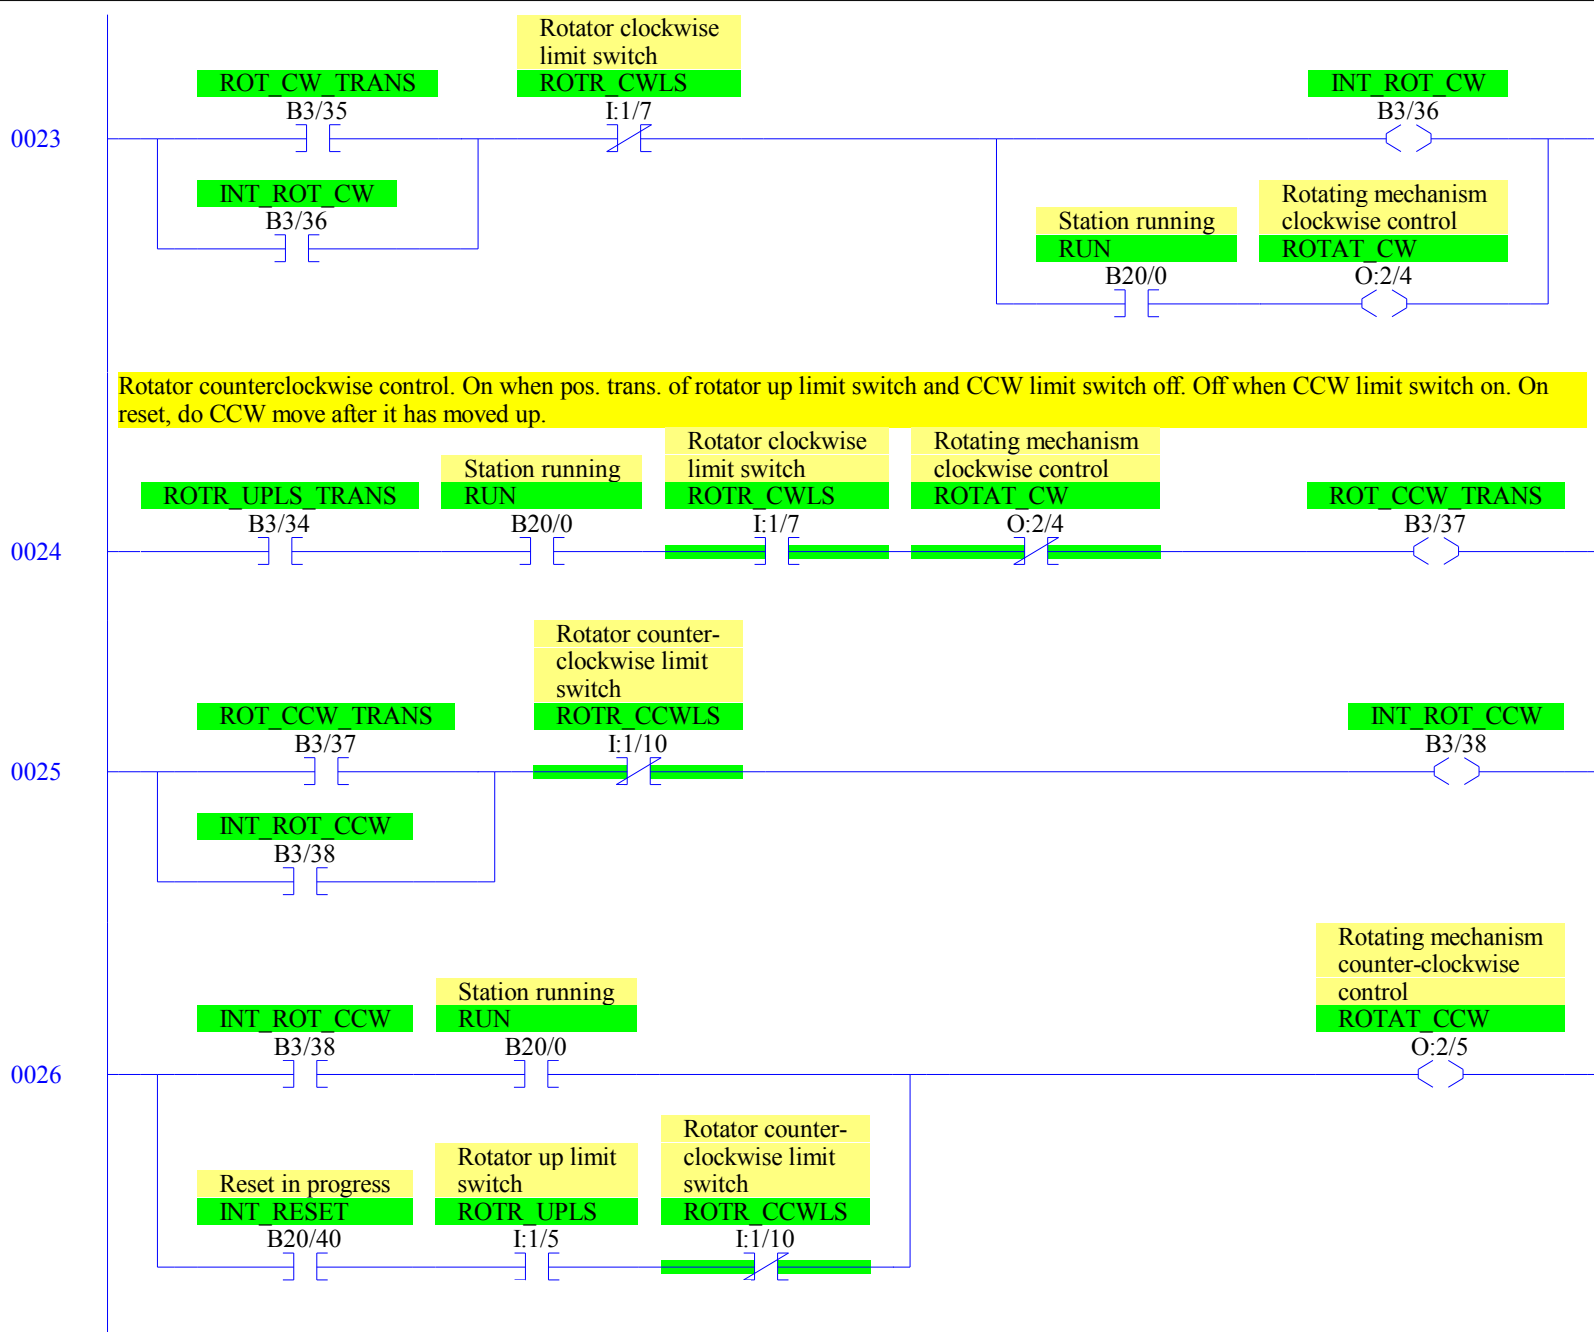 Rotator clockwise
limit switch
ROT_CW_TRANS
B3/35
ROTR_CWLS
I:1/7
INT_ROT_CW
B3/36
0023
INT_ROT_CW
B3/36
Station running
RUN
B20/0
Rotating mechanism
clockwise control
ROTAT_CW
O:2/4
Rotator counterclockwise control. On when pos. trans. of rotator up limit switch and CCW limit switch off. Off when CCW limit switch on. On
reset, do CCW move after it has moved up.
ROTR_UPLS_TRANS
B3/34
Station running
RUN
B20/0
Rotator clockwise
limit switch
ROTR_CWLS
I:1/7
Rotating mechanism
clockwise control
ROTAT_CW
O:2/4
ROT_CCW_TRANS
B3/37
0024
Rotator counter-
clockwise limit
switch
ROT_CCW_TRANS
B3/37
ROTR_CCWLS
I:1/10
INT_ROT_CCW
B3/38
0025
INT_ROT_CCW
B3/38
Rotating mechanism
counter-clockwise
control
INT_ROT_CCW
B3/38
Station running
RUN
B20/0
ROTAT_CCW
O:2/5
0026
Reset in progress
INT_RESET
B20/40
Rotator up limit
switch
ROTR_UPLS
I:1/5
Rotator counter-
clockwise limit
switch
ROTR_CCWLS
I:1/10